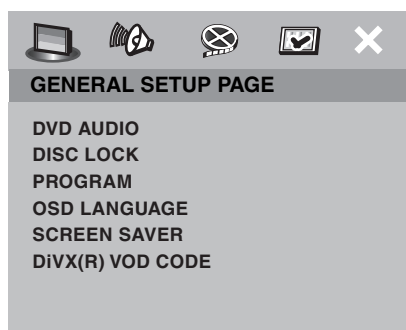 GENERAL SETUP PAGE
DVD AUDIO
DISC LOCK
PROGRAM
OSD LANGUAGE
SCREEN SAVER
DiVX(R) VOD CODE